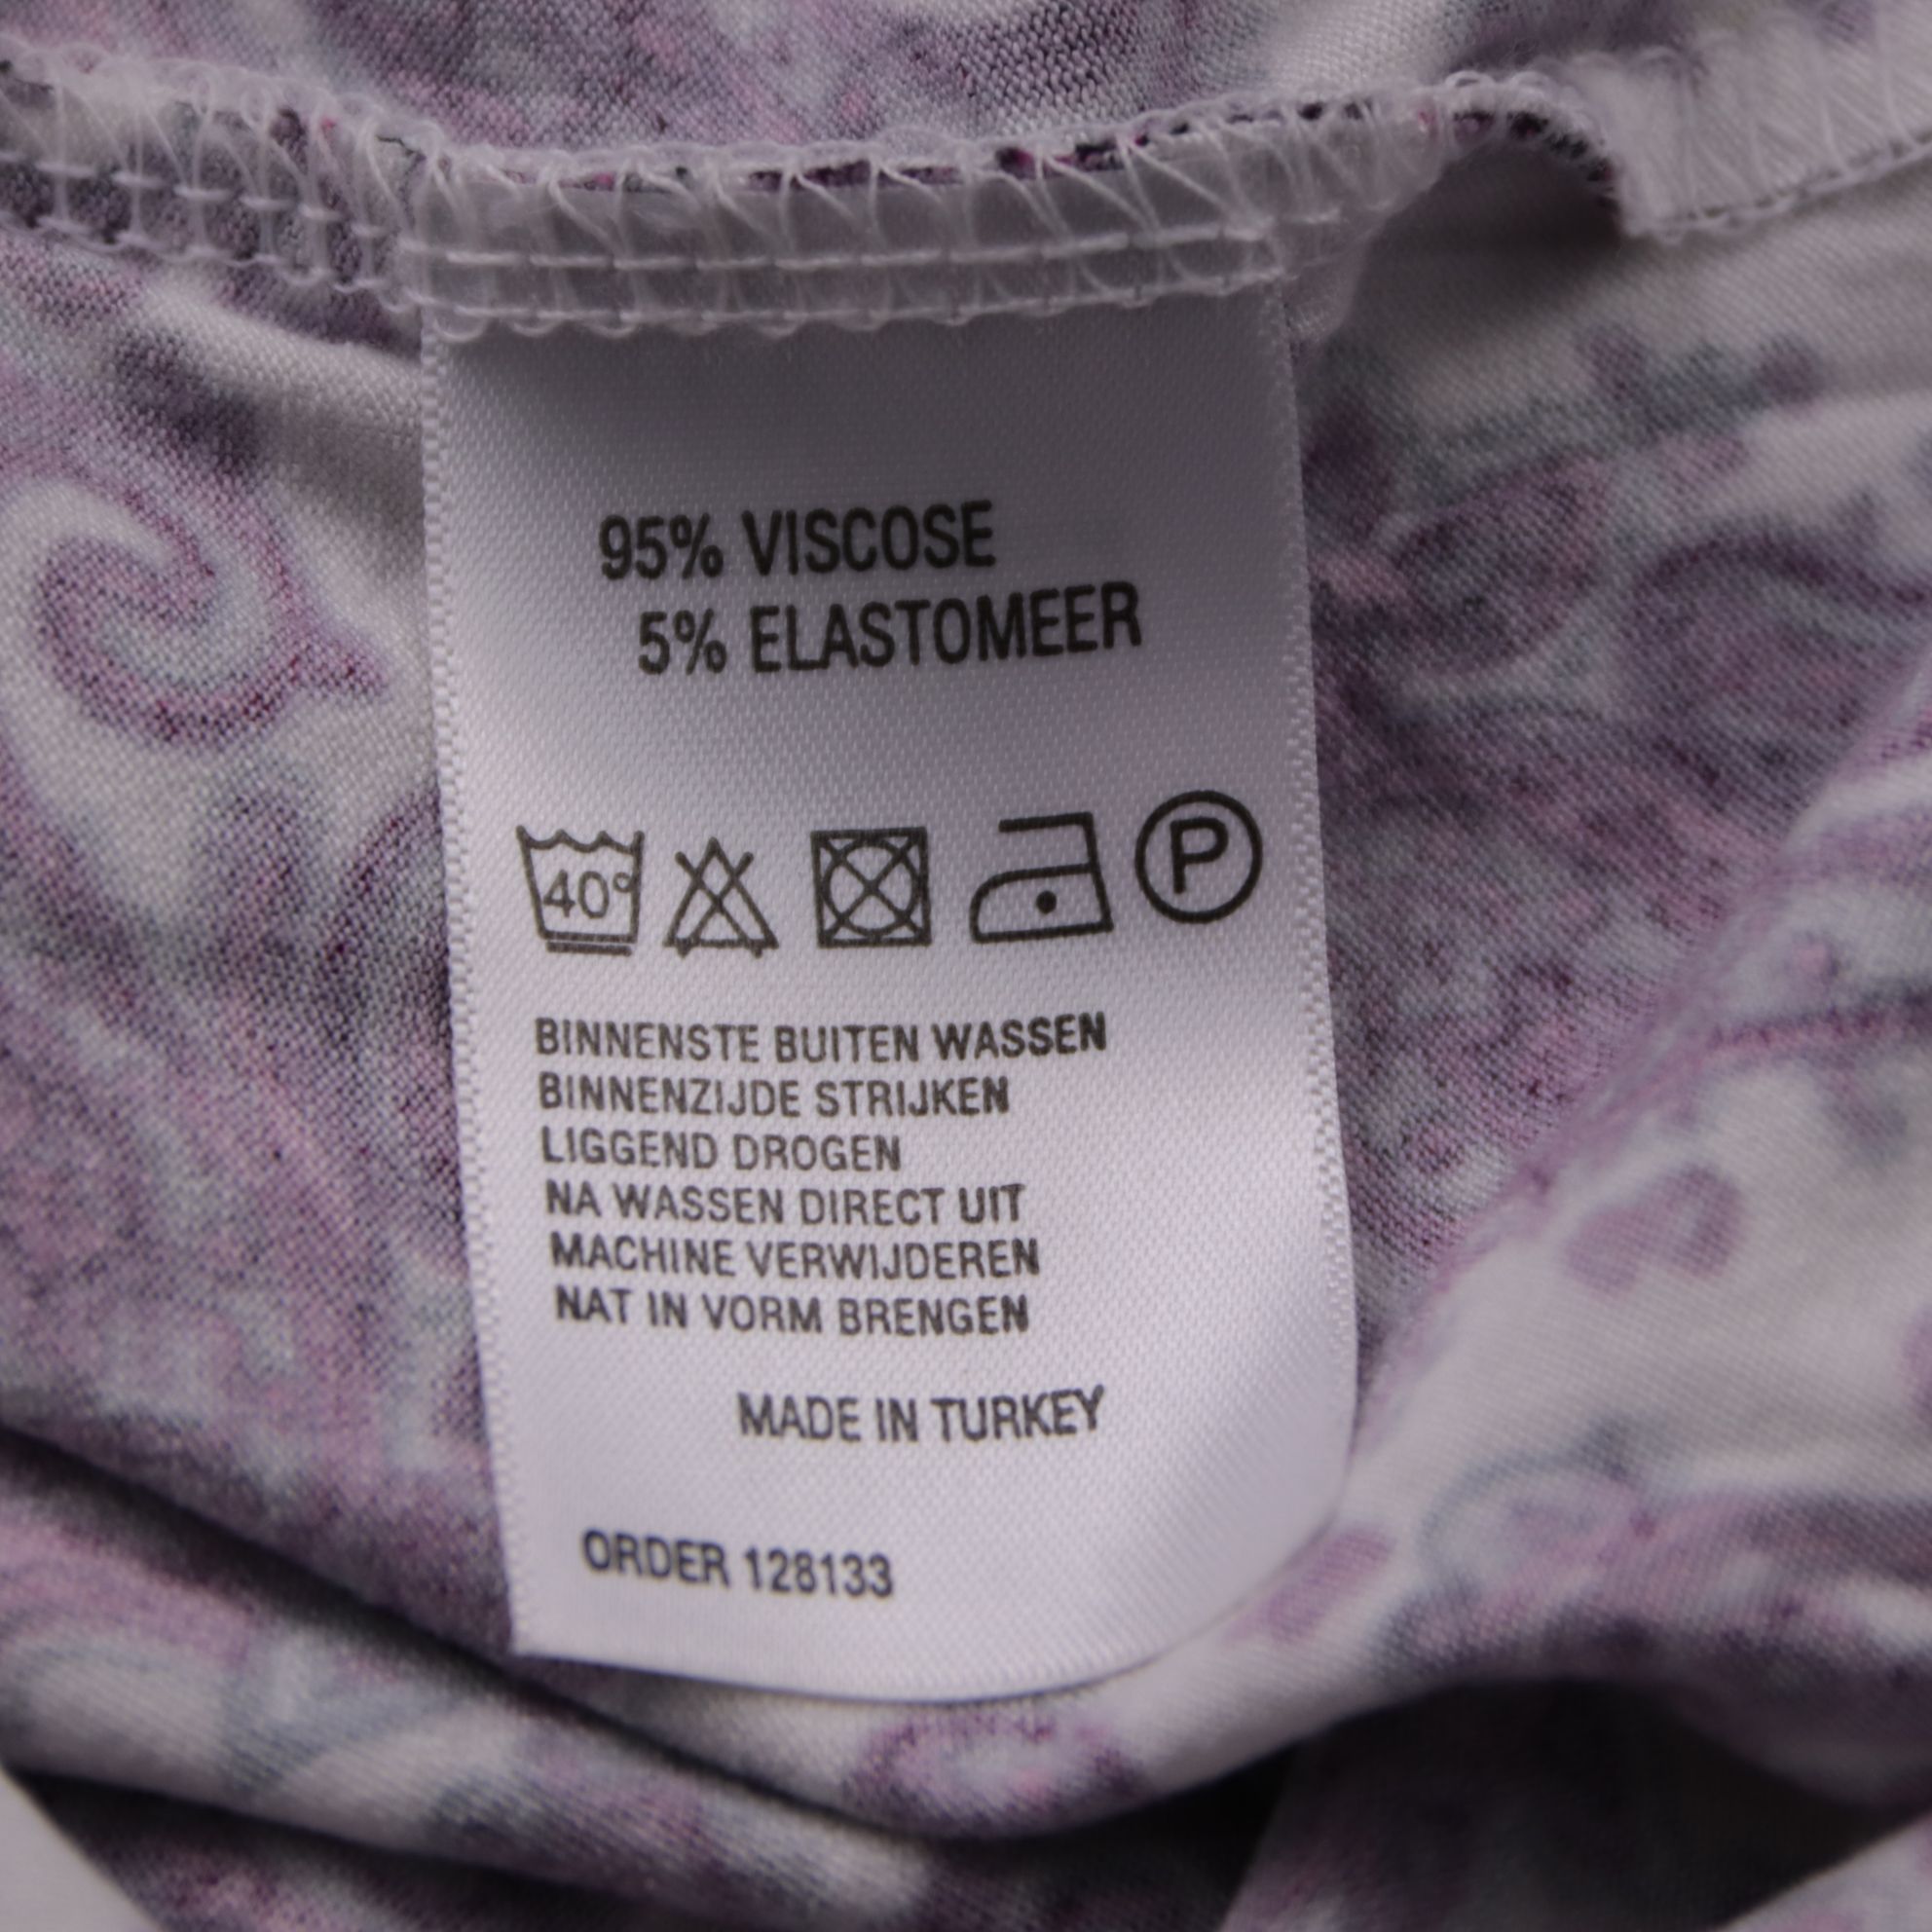 95% VISCOSE
5% ELASTOMEER
40° P
BINNENSTE BUITEN WASSEN
BINNENZIJDE STRIJKEN
LIGGEND DROGEN
NA WASSEN DIRECT UIT
MACHINE VERWIJDEREN
NAT IN VORM BRENGEN
MADE IN TURKEY
ORDER 128133